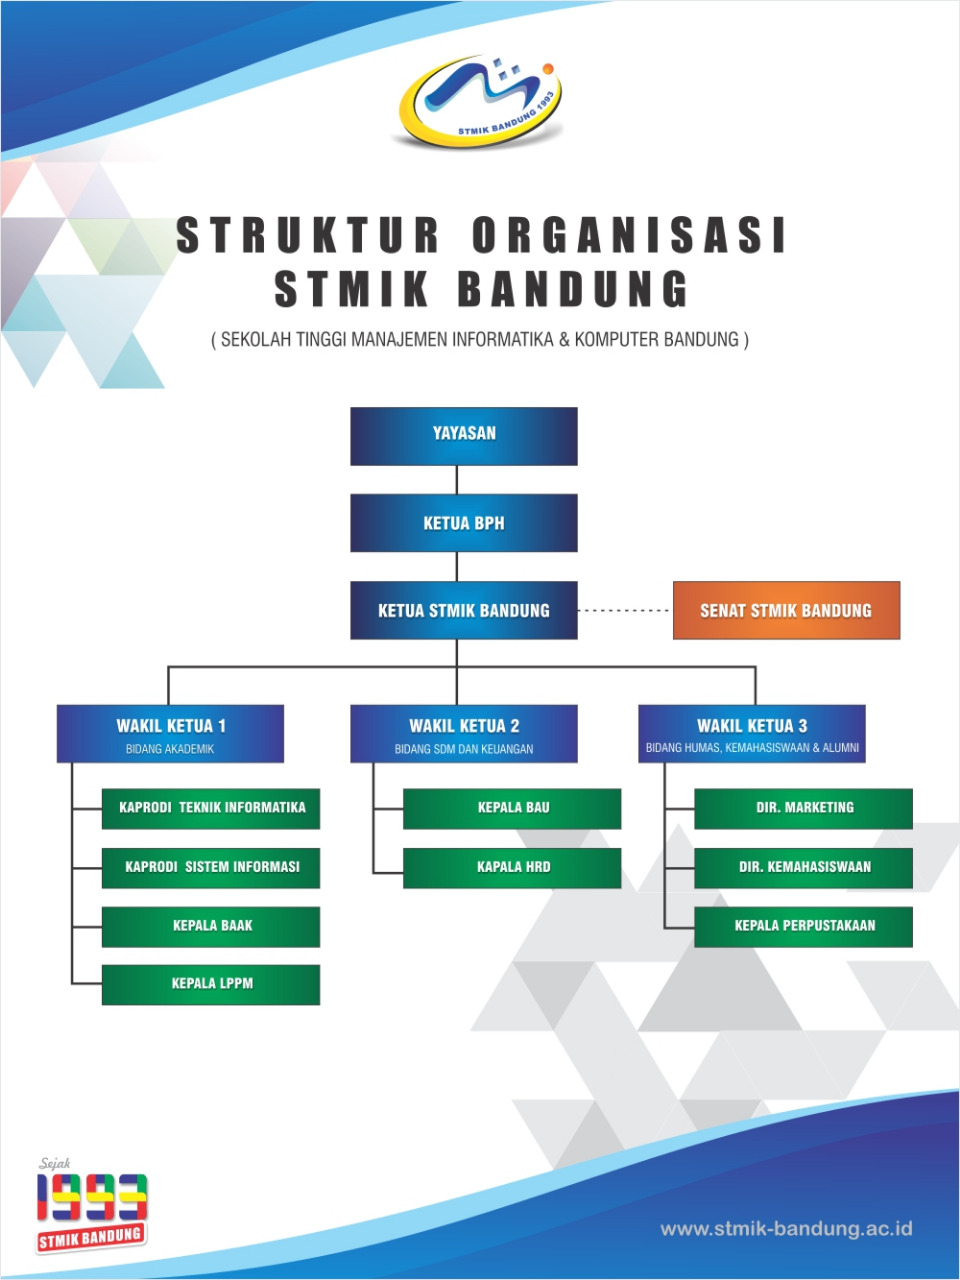 STMIK BANDUNG 1993
STRUKTUR ORGANISASI
STMIK BANDUNG
( SEKOLAH TINGGI MANAJEMEN INFORMATIKA & KOMPUTER BANDUNG )
YAYASAN
KETUA BPH
KETUA STMIK BANDUNG
SENAT STMIK BANDUNG
WAKIL KETUA 1
BIDANG AKADEMIK
KAPRODI TEKNIK INFORMATIKA
KAPRODI SISTEM INFORMASI
KEPALA BAAK
KEPALA LPPM
WAKIL KETUA 2
BIDANG SDM DAN KEUANGAN
KEPALA BAU
KAPALA HRD
WAKIL KETUA 3
BIDANG HUMAS, KEMAHASISWAAN & ALUMNI
DIR. MARKETING
DIR. KEMAHASISWAAN
KEPALA PERPUSTAKAAN
Sejak
1993
STMIK BANDUNG
www.stmik-bandung.ac.id